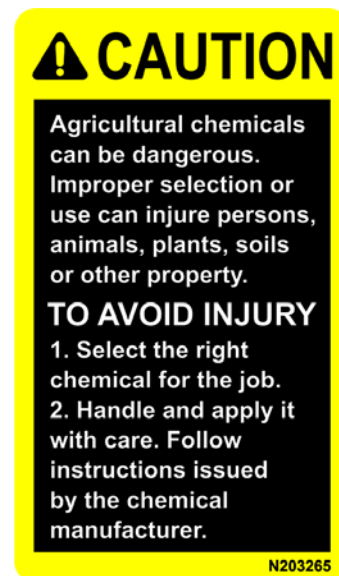 CAUTION
Agricultural chemicals
can be dangerous.
Improper selection or
use can injure persons,
animals, plants, soils
or other property.
TO AVOID INJURY
1. Select the right
chemical for the job.
2. Handle and apply it
with care. Follow
instructions issued
by the chemical
manufacturer.
N203265